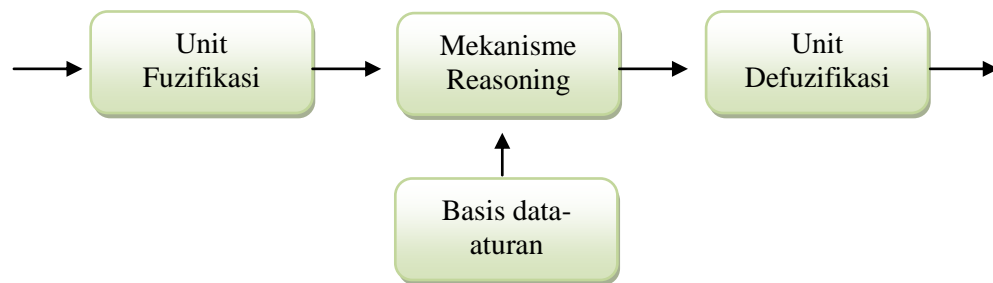 Unit
Fuzifikasi
Mekanisme
Reasoning
Unit
Defuzifikasi
Basis data-
aturan